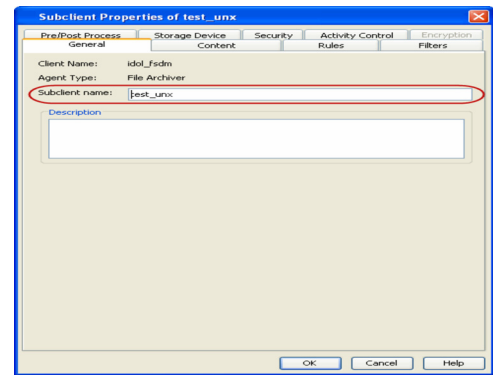 Subclient Properties of test_unx
Pre/Post Process Storage Device Security Activity Control Encryption
General Content Rules Filters
Client Name: idol_fsdm
Agent Type: File Archiver
Subclient name: test_unx
Description
OK Cancel Help